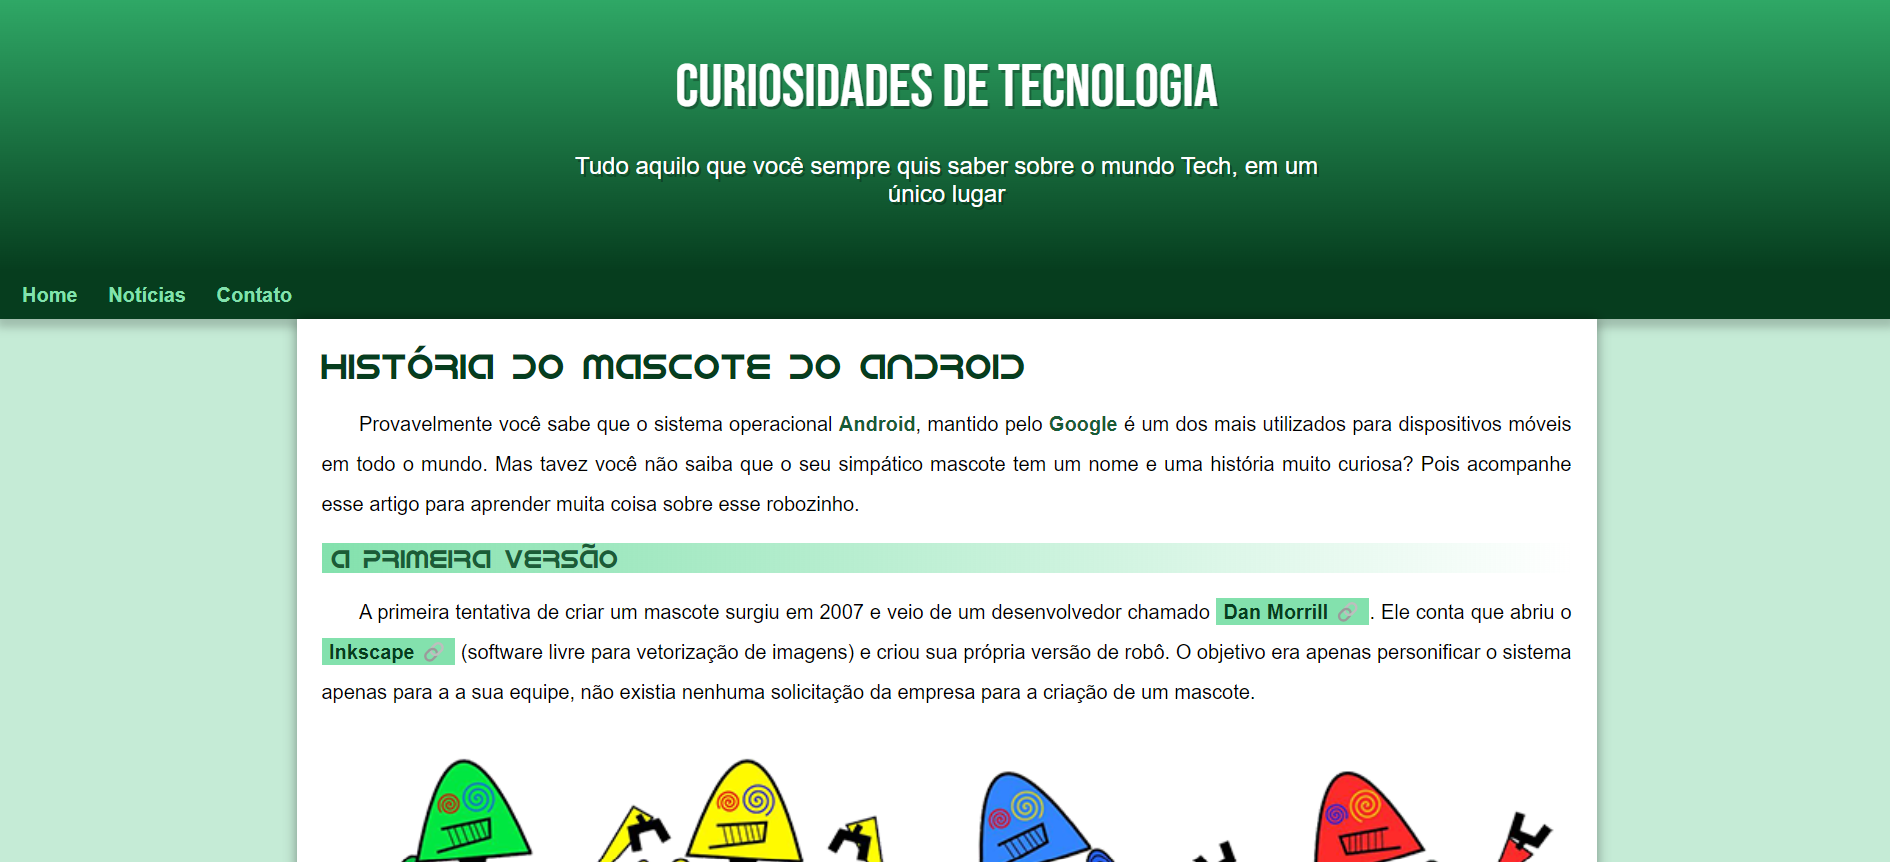 CURIOSIDADES DE TECNOLOGIA
Tudo aquilo que você sempre quis saber sobre o mundo Tech, em um
único lugar
Home Notícias Contato
HISTÓRIA DO MASCOTE DO ANDROID
Provavelmente você sabe que o sistema operacional Android, mantido pelo Google é um dos mais utilizados para dispositivos móveis
em todo o mundo. Mas tavez você não saiba que o seu simpático mascote tem um nome e uma história muito curiosa? Pois acompanhe
esse artigo para aprender muita coisa sobre esse robozinho.
A PRIMEIRA VERSÃO
A primeira tentativa de criar um mascote surgiu em 2007 e veio de um desenvolvedor chamado Dan Morrill . Ele conta que abriu o
Inkscape (software livre para vetorização de imagens) e criou sua própria versão de robô. O objetivo era apenas personificar o sistema
apenas para a a sua equipe, não existia nenhuma solicitação da empresa para a criação de um mascote.